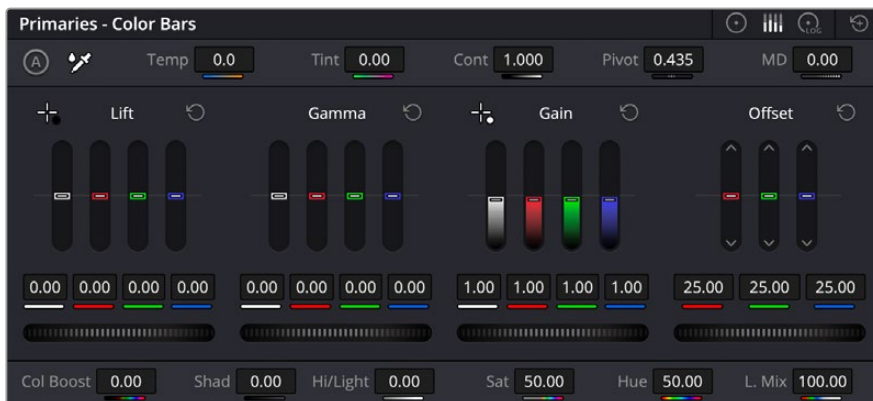 Primaries - Color Bars
LOG
A Temp 0.0 Tint 0.00 Cont 1.000 Pivot 0.435 MD 0.00
Lift Gamma Gain Offset
0.00 0.00 0.00 0.00 0.00 0.00 0.00 0.00 1.00 1.00 1.00 1.00 25.00 25.00 25.00
Col Boost 0.00 Shad 0.00 Hi/Light 0.00 Sat 50.00 Hue 50.00 L. Mix 100.00